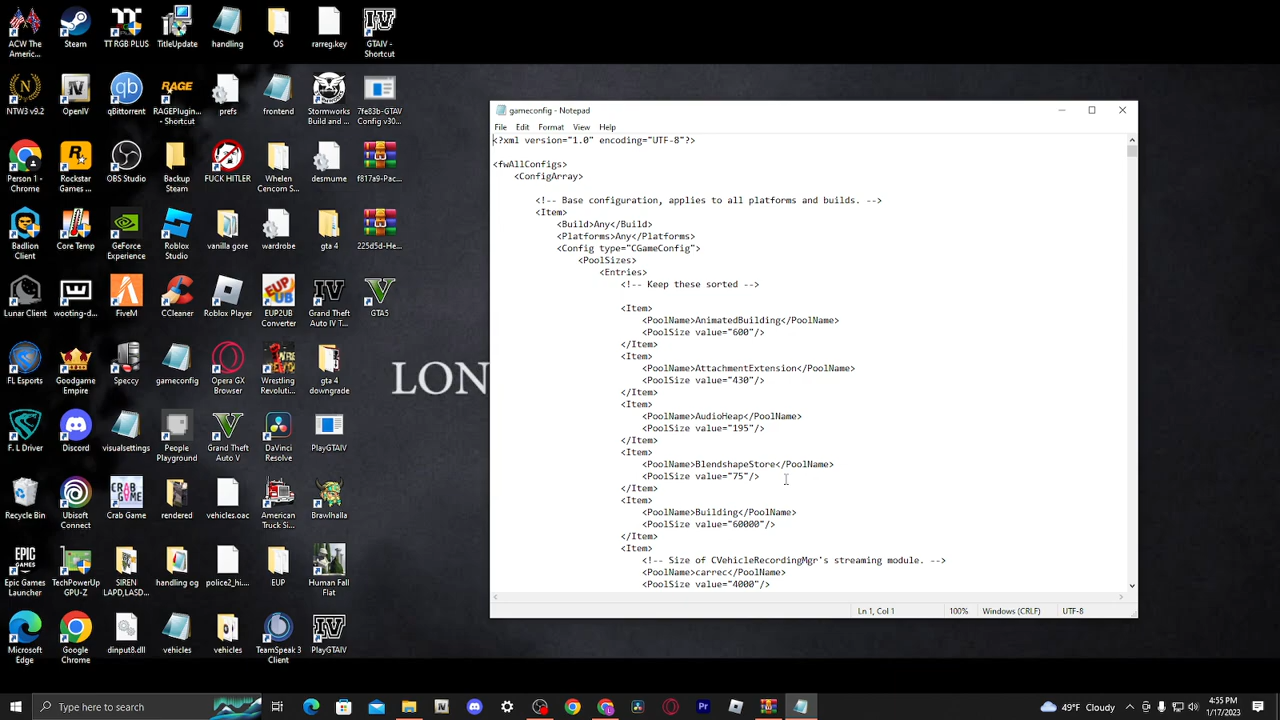 ACW The Americ...
Steam
TT RGB PLUS
TitleUpdate
handling
OS
rarreg.key
GTAIV - Shortcut
NTW3 v9.2
OpenIV
qBittorrent
RAGEPlugin... - Shortcut
prefs
frontend
Stormworks Build and ...
7fe83b-GTAV Config v30...
Person 1 - Chrome
Rockstar Games ...
OBS Studio
Backup Steam
FUCK HITLER
Whelen Cencom S...
desmume
f817a9-Pac...
Badlion Client
Core Temp
GeForce Experience
Roblox Studio
vanilla gore
wardrobe
gta 4
225d5d-He...
Lunar Client
wooting-d...
FiveM
CCleaner
Roblox Player
EUP2UB Converter
Grand Theft Auto IV T...
GTA5
FL Esports
Goodgame Empire
Speccy
gameconfig
Opera GX Browser
Wrestling Revoluti...
gta 4 downgrade
F. L Driver
Discord
visualsettings
People Playground
Grand Theft Auto V
DaVinci Resolve
PlayGTAIV
Recycle Bin
Ubisoft Connect
Crab Game
rendered
vehicles.oac
American Truck Si...
Brawlhalla
Epic Games Launcher
TechPowerUp GPU-Z
SIREN LAPD,LASD...
handling og
police2_hi...
EUP
Human Fall Flat
Microsoft Edge
Google Chrome
dinput8.dll
vehicles
vehicles
TeamSpeak 3 Client
PlayGTAIV
LON
gameconfig - Notepad
File Edit Format View Help
<?xml version="1.0" encoding="UTF-8"?>
<fwAllConfigs>
<ConfigArray>
<!-- Base configuration, applies to all platforms and builds. -->
<Item>
<Build>Any</Build>
<Platforms>Any</Platforms>
<Config type="CGameConfig">
<PoolSizes>
<Entries>
<!-- Keep these sorted -->
<Item>
<PoolName>AnimatedBuilding</PoolName>
<PoolSize value="600"/>
</Item>
<Item>
<PoolName>AttachmentExtension</PoolName>
<PoolSize value="430"/>
</Item>
<Item>
<PoolName>AudioHeap</PoolName>
<PoolSize value="195"/>
</Item>
<Item>
<PoolName>BlendshapeStore</PoolName>
<PoolSize value="75"/>
</Item>
<Item>
<PoolName>Building</PoolName>
<PoolSize value="60000"/>
</Item>
<Item>
<!-- Size of CVehicleRecordingMgr's streaming module. -->
<PoolName>carrec</PoolName>
<PoolSize value="4000"/>
Ln 1, Col 1 100% Windows (CRLF) UTF-8
Type here to search
49°F Cloudy
4:55 PM
1/17/2023